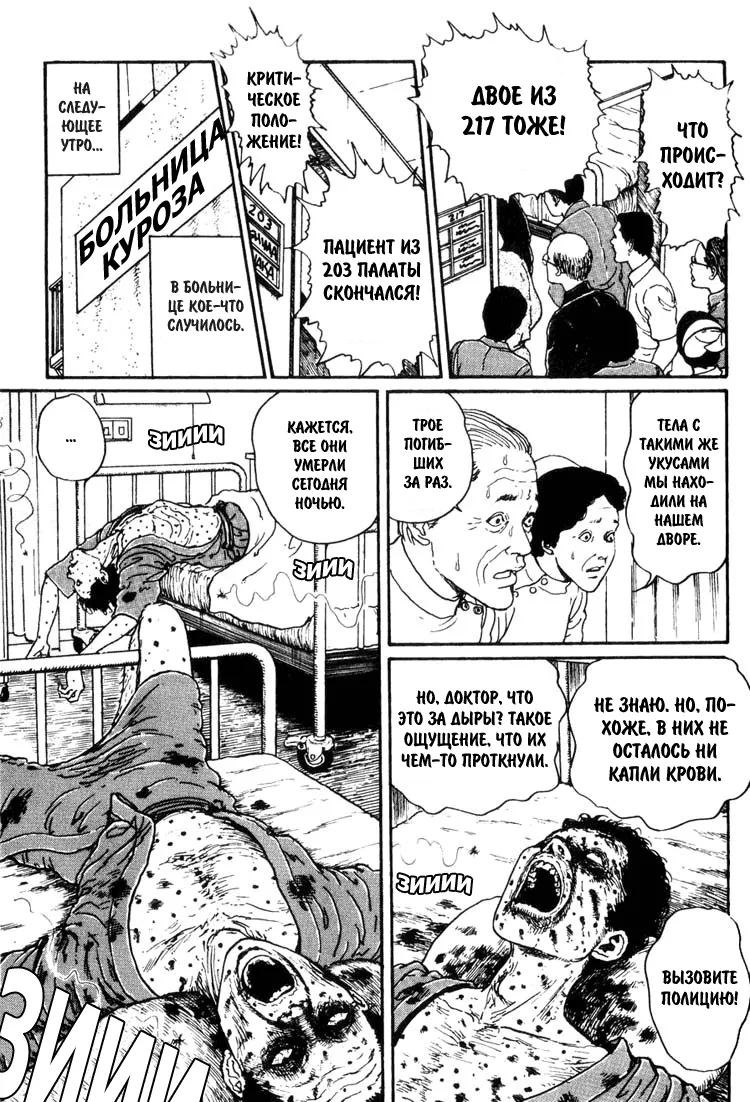 НА
СЛЕДУ-
ЮЩЕЕ
УТРО...
БОЛЬНИЦА
КУРОЗА
В БОЛЬНИ-
ЦЕ КОЕ-ЧТО
СЛУЧИЛОСЬ.
КРИТИ-
ЧЕСКОЕ
ПОЛО-
ЖЕНИЕ!
203
ПАЦИЕНТ ИЗ
203 ПАЛАТЫ
СКОНЧАЛСЯ!
ДВОЕ ИЗ
217 ТОЖЕ!
217
ЧТО
ПРОИС-
ХОДИТ?
...
ЗИИИИ
КАЖЕТСЯ,
ВСЕ ОНИ
УМЕРЛИ
СЕГОДНЯ
НОЧЬЮ.
ЗИИИ
ТРОЕ
ПОГИБ-
ШИХ
ЗА РАЗ.
ТЕЛА С
ТАКИМИ ЖЕ
УКУСАМИ
МЫ НАХО-
ДИЛИ НА
НАШЕМ
ДВОРЕ.
ЗИИИИ
НО, ДОКТОР, ЧТО
ЭТО ЗА ДЫРЫ? ТАКОЕ
ОЩУЩЕНИЕ, ЧТО ИХ
ЧЕМ-ТО ПРОТКНУЛИ.
НЕ ЗНАЮ. НО, ПО-
ХОЖЕ, В НИХ НЕ
ОСТАЛОСЬ НИ
КАПЛИ КРОВИ.
ЗИИИИ
ВЫЗОВИТЕ
ПОЛИЦИЮ!